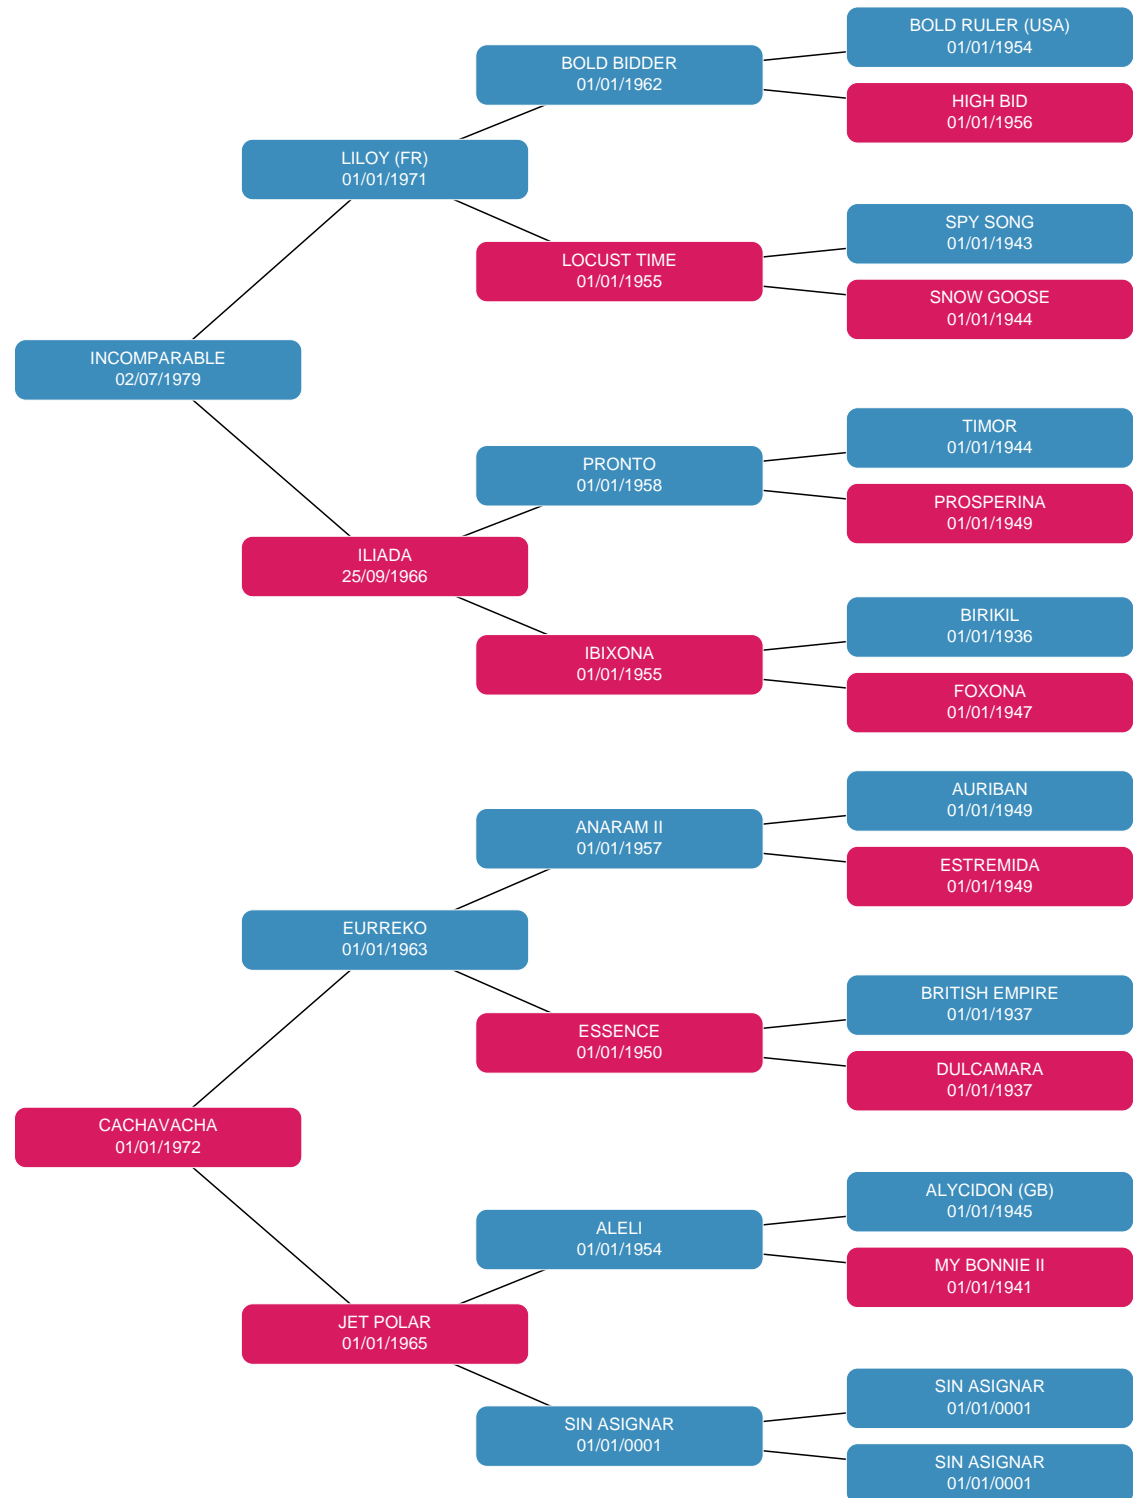 BOLD RULER (USA)
01/01/1954
BOLD BIDDER
01/01/1962
HIGH BID
01/01/1956
LILOY (FR)
01/01/1971
SPY SONG
01/01/1943
LOCUST TIME
01/01/1955
SNOW GOOSE
01/01/1944
INCOMPARABLE
02/07/1979
TIMOR
01/01/1944
PRONTO
01/01/1958
PROSPERINA
01/01/1949
ILIADA
25/09/1966
BIRIKIL
01/01/1936
IBIXONA
01/01/1955
FOXONA
01/01/1947
AURIBAN
01/01/1949
ANARAM II
01/01/1957
ESTREMIDA
01/01/1949
EURREKO
01/01/1963
BRITISH EMPIRE
01/01/1937
ESSENCE
01/01/1950
DULCAMARA
01/01/1937
CACHAVACHA
01/01/1972
ALYCIDON (GB)
01/01/1945
ALELI
01/01/1954
MY BONNIE II
01/01/1941
JET POLAR
01/01/1965
SIN ASIGNAR
01/01/0001
SIN ASIGNAR
01/01/0001
SIN ASIGNAR
01/01/0001